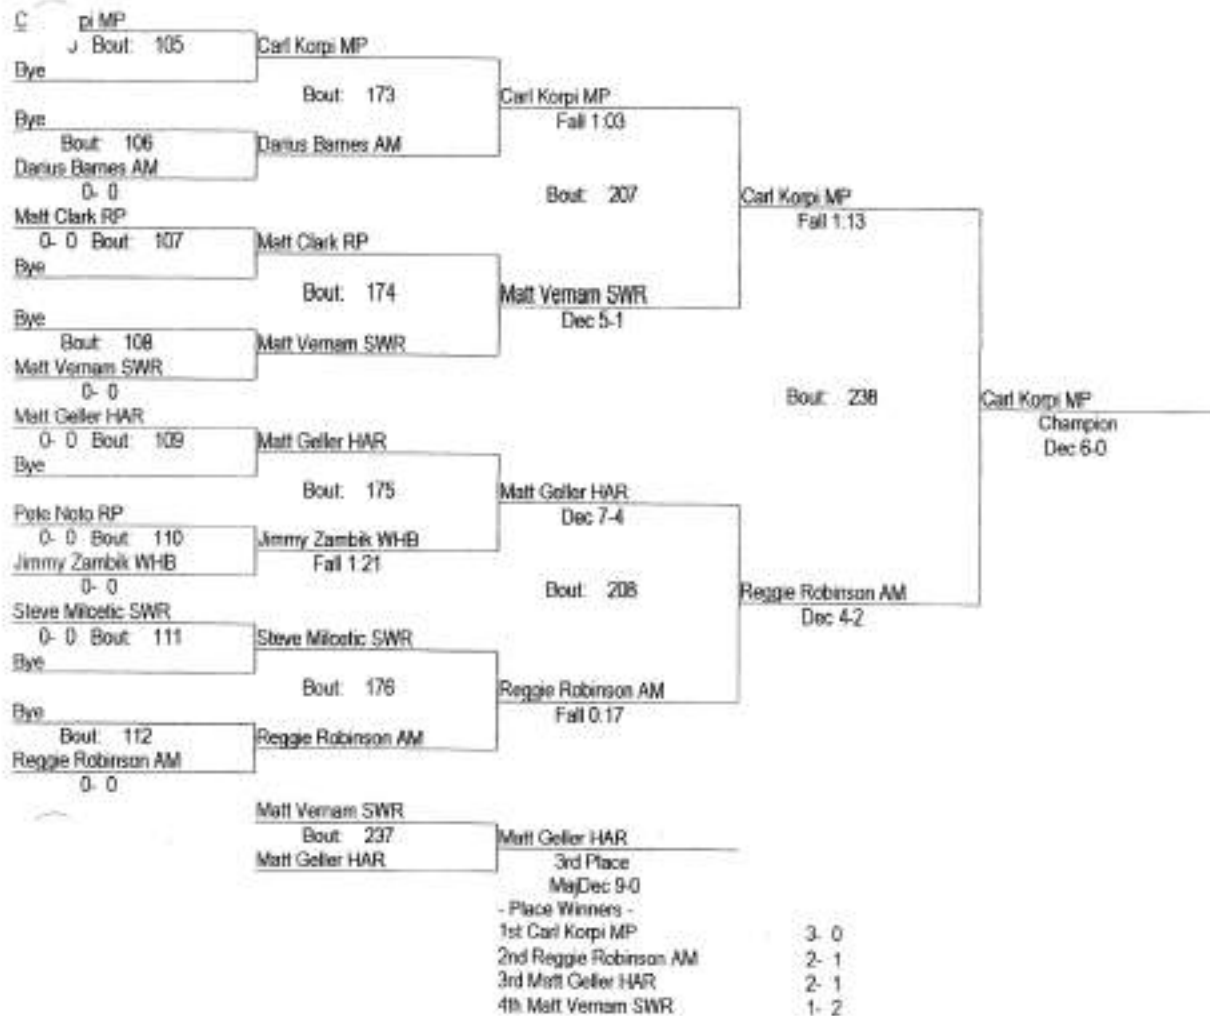 C pi MP
Bout: 105
Bye
Carl Korpi MP
Bout: 173
Bye
Bout: 106
Darius Barnes AM
0- 0
Darius Barnes AM
Carl Korpi MP
Fall 1:03
Bout: 207
Matt Clark RP
0- 0 Bout: 107
Bye
Matt Clark RP
Bout: 174
Bye
Bout: 108
Matt Vernam SWR
0- 0
Matt Vernam SWR
Matt Vernam SWR
Dec 5-1
Carl Korpi MP
Fall 1:13
Bout: 238
Matt Geller HAR
0- 0 Bout: 109
Bye
Matt Geller HAR
Bout: 175
Pete Noto RP
0- 0 Bout: 110
Jimmy Zambik WHB
0- 0
Jimmy Zambik WHB
Fall 1:21
Matt Geller HAR
Dec 7-4
Bout: 208
Steve Milcetic SWR
0- 0 Bout: 111
Bye
Steve Milcetic SWR
Bout: 176
Bye
Bout: 112
Reggie Robinson AM
0- 0
Reggie Robinson AM
Reggie Robinson AM
Fall 0:17
Reggie Robinson AM
Dec 4-2
Carl Korpi MP
Champion
Dec 6-0
Matt Vernam SWR
Bout: 237
Matt Geller HAR
Matt Geller HAR
3rd Place
MajDec 9-0
- Place Winners -
1st Carl Korpi MP 3- 0
2nd Reggie Robinson AM 2- 1
3rd Matt Geller HAR 2- 1
4th Matt Vernam SWR 1- 2